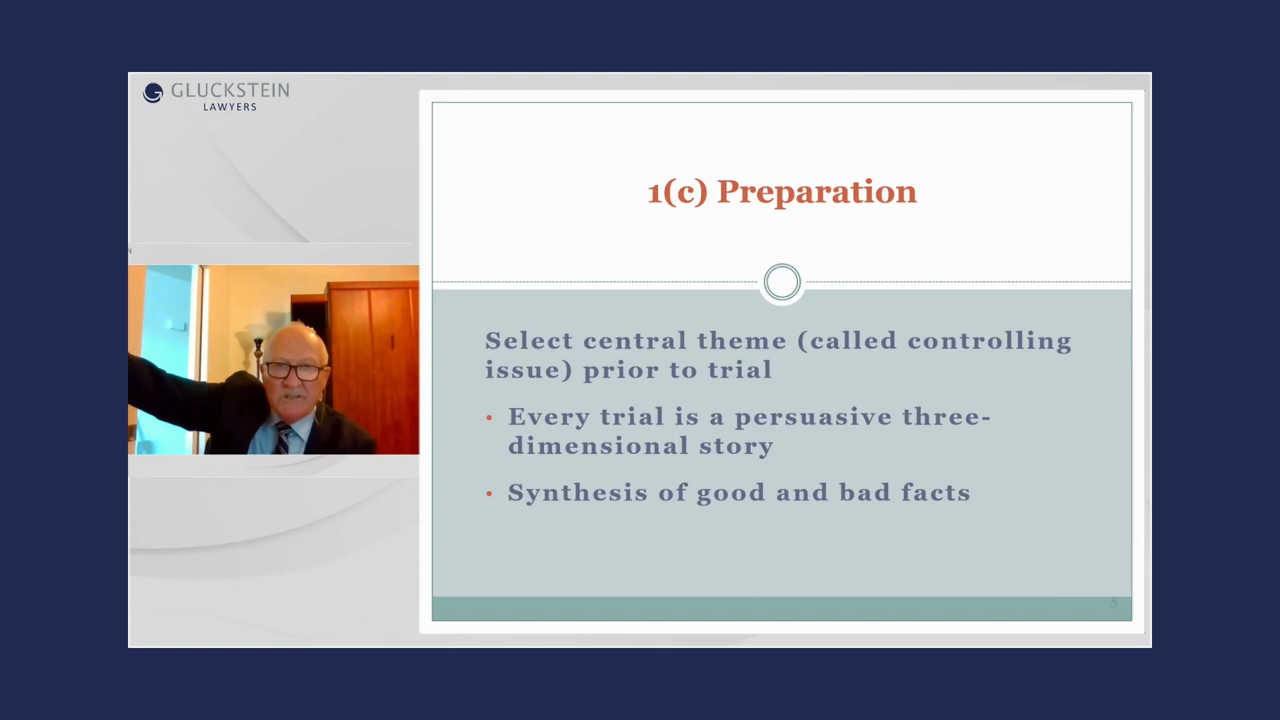 GLUCKSTEIN
LAWYERS
1(c) Preparation
Select central theme (called controlling
issue) prior to trial
• Every trial is a persuasive three-
dimensional story
• Synthesis of good and bad facts
5